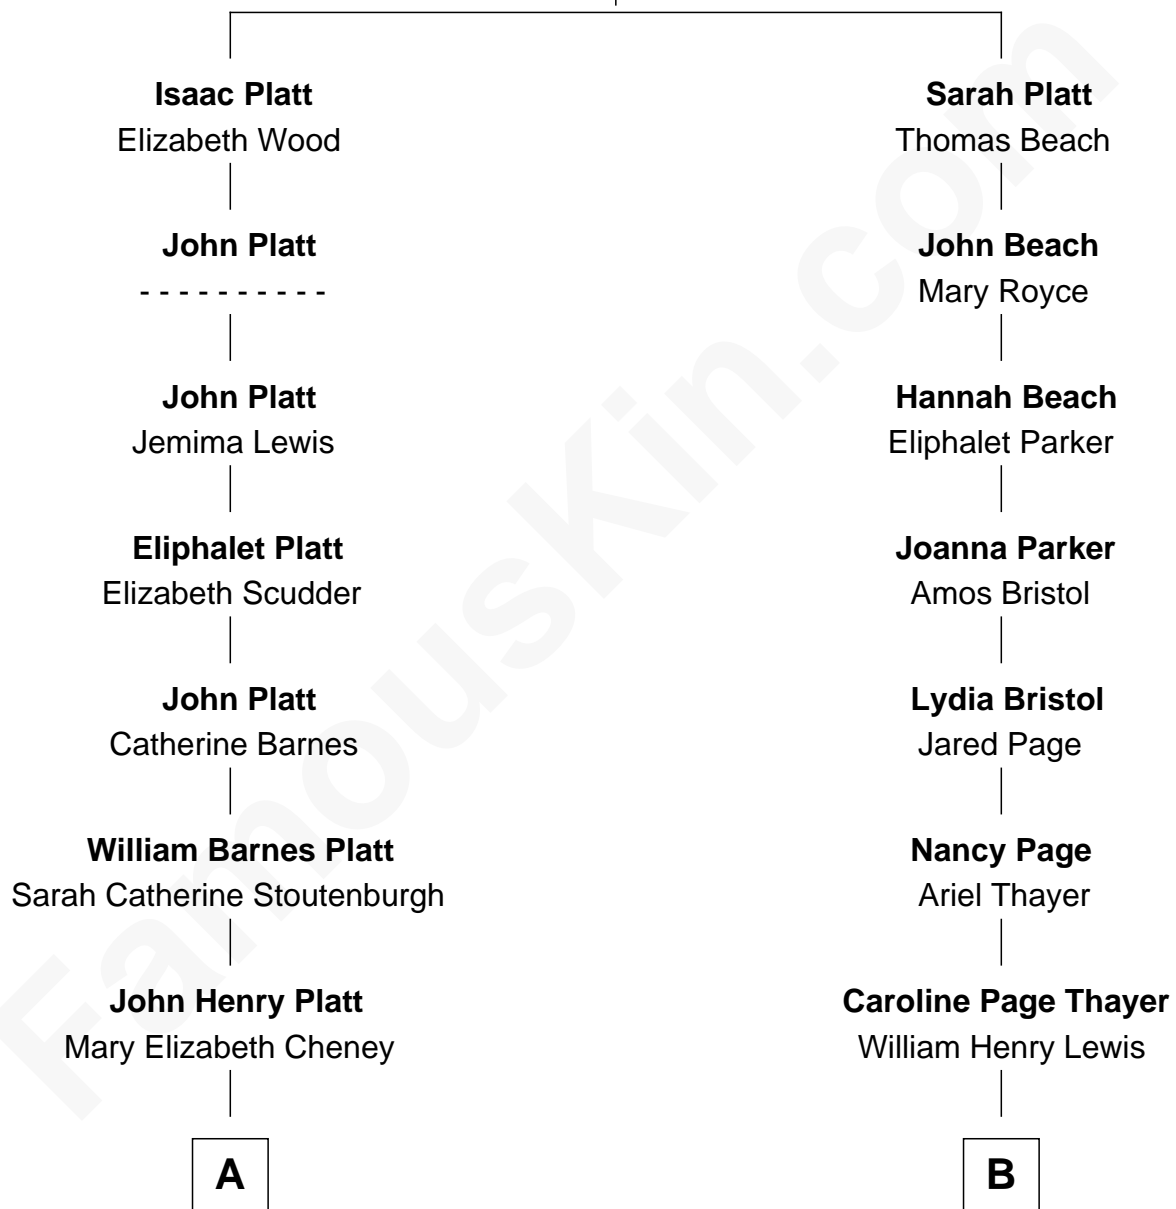 Isaac Platt
Elizabeth Wood
Sarah Platt
Thomas Beach
John Platt
- - - - - - - - - -
John Beach
Mary Royce
John Platt
Jemima Lewis
Hannah Beach
Eliphalet Parker
Eliphalet Platt
Elizabeth Scudder
Joanna Parker
Amos Bristol
John Platt
Catherine Barnes
Lydia Bristol
Jared Page
William Barnes Platt
Sarah Catherine Stoutenburgh
Nancy Page
Ariel Thayer
John Henry Platt
Mary Elizabeth Cheney
Caroline Page Thayer
William Henry Lewis
A
B
FamousKin.com